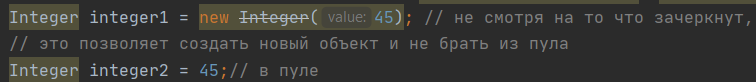 Integer integer1 = new Integer( value: 45); // не смотря на то что зачеркнут,
// это позволяет создать новый объект и не брать из пула
Integer integer2 = 45;// в пуле